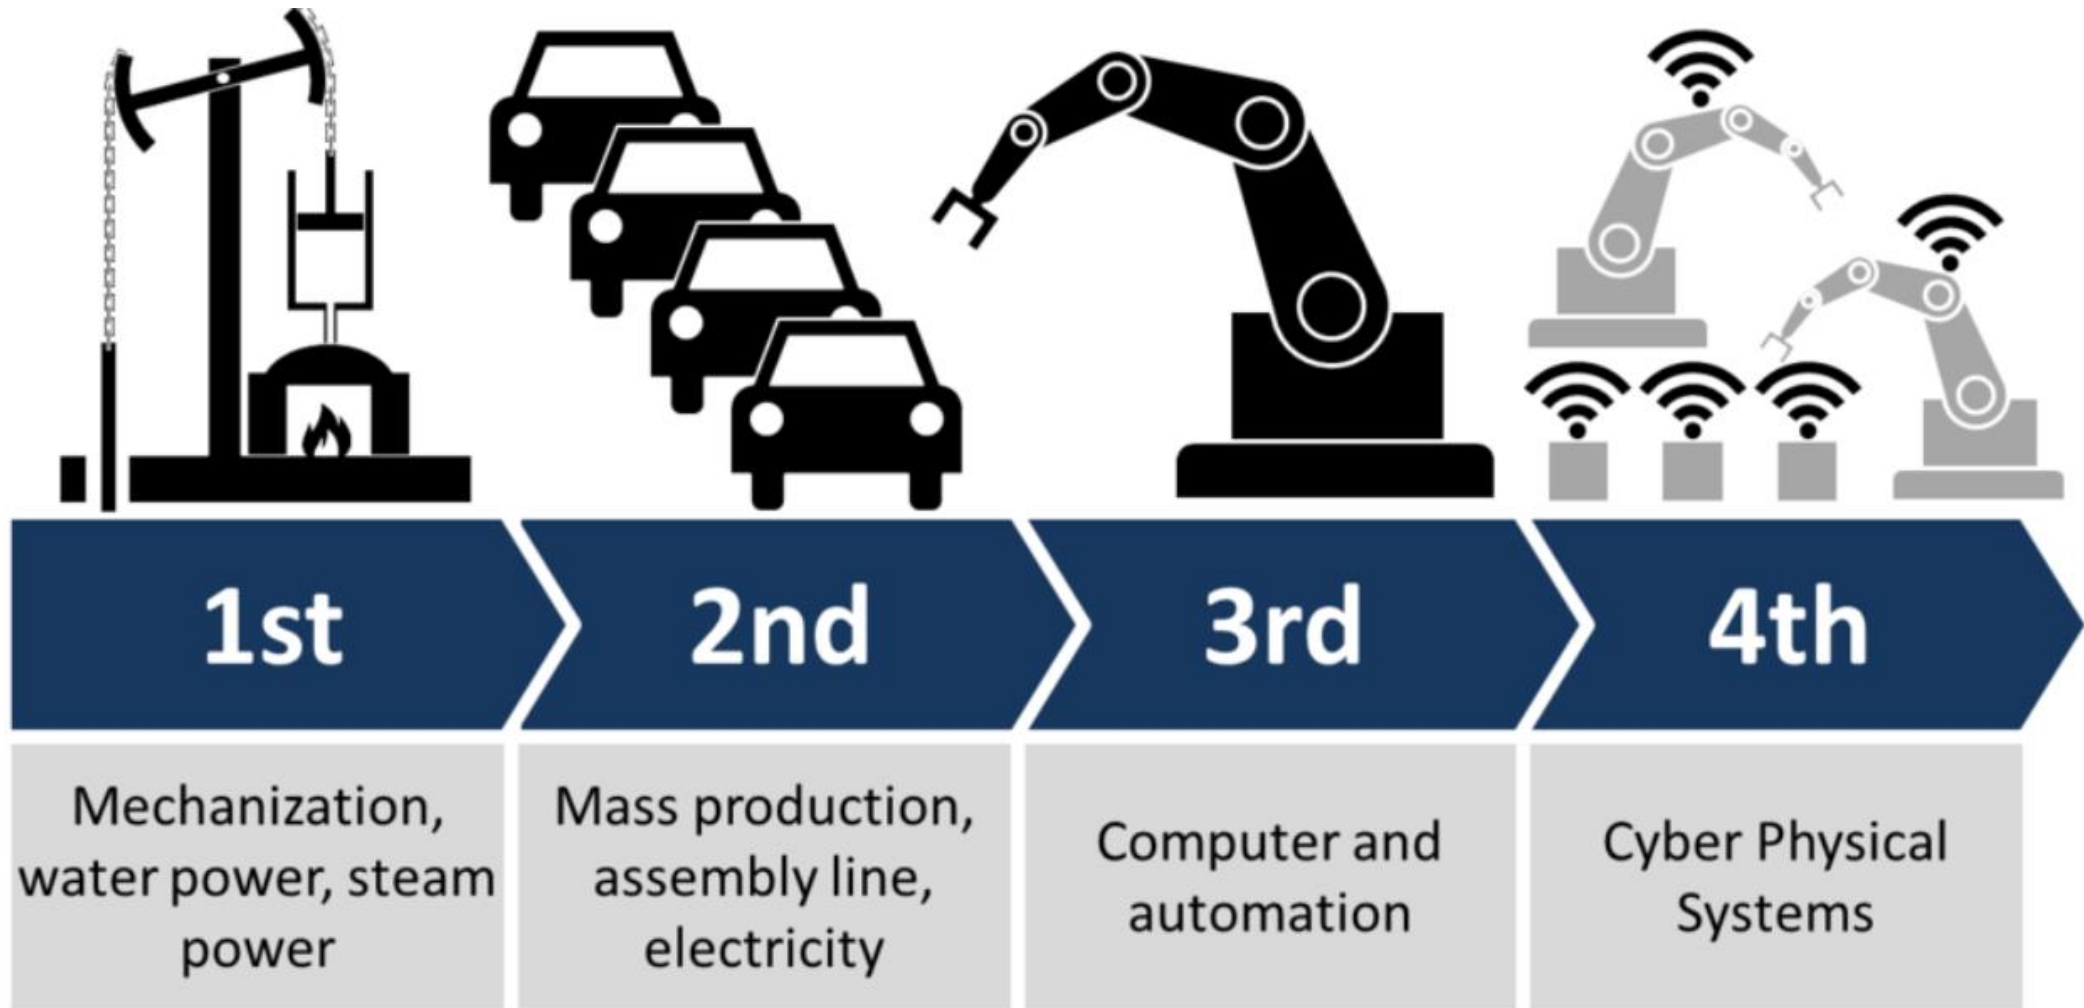 1st
2nd
3rd
4th
Mechanization,
water power, steam
power
Mass production,
assembly line,
electricity
Computer and
automation
Cyber Physical
Systems